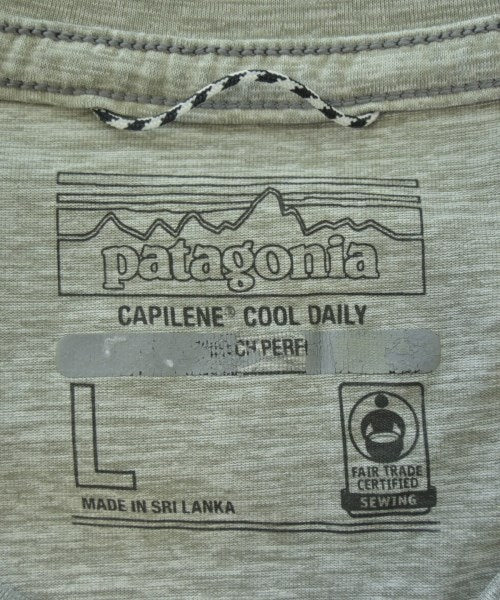 patagonia
CAPILENE® COOL DAILY
L
MADE IN SRI LANKA
FAIR TRADE
CERTIFIED
SEWING